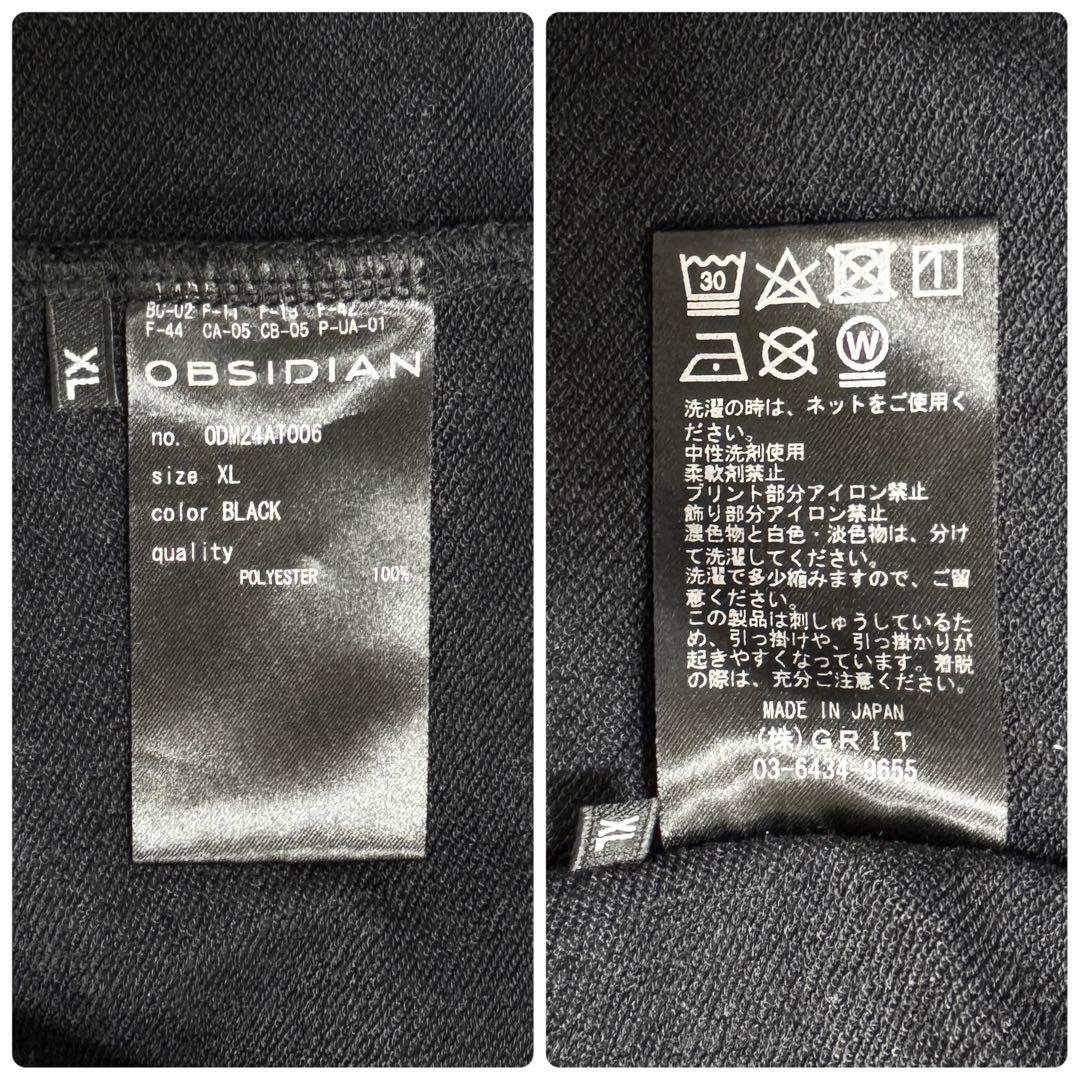 XL
BC-02 F-11 F-18 F-42
F-44 CA-05 CB-05 P-UA-01
OBSIDIAN
no. ODM24AT006
size XL
color BLACK
quality
POLYESTER 100%
30
1
W
洗濯の時は、ネットをご使用く
ださい。
中性洗剤使用
柔軟剤禁止
プリント部分アイロン禁止
飾り部分アイロン禁止
濃色物と白色・淡色物は、分け
て洗濯してください。
洗濯で多少縮みますので、ご留
意ください。
この製品は刺しゅうしているた
め、引っ掛けや、引っ掛かりが
起きやすくなっています。着脱
の際は、充分ご注意ください。
MADE IN JAPAN
(株)GRIT
03-6434-9655
XL